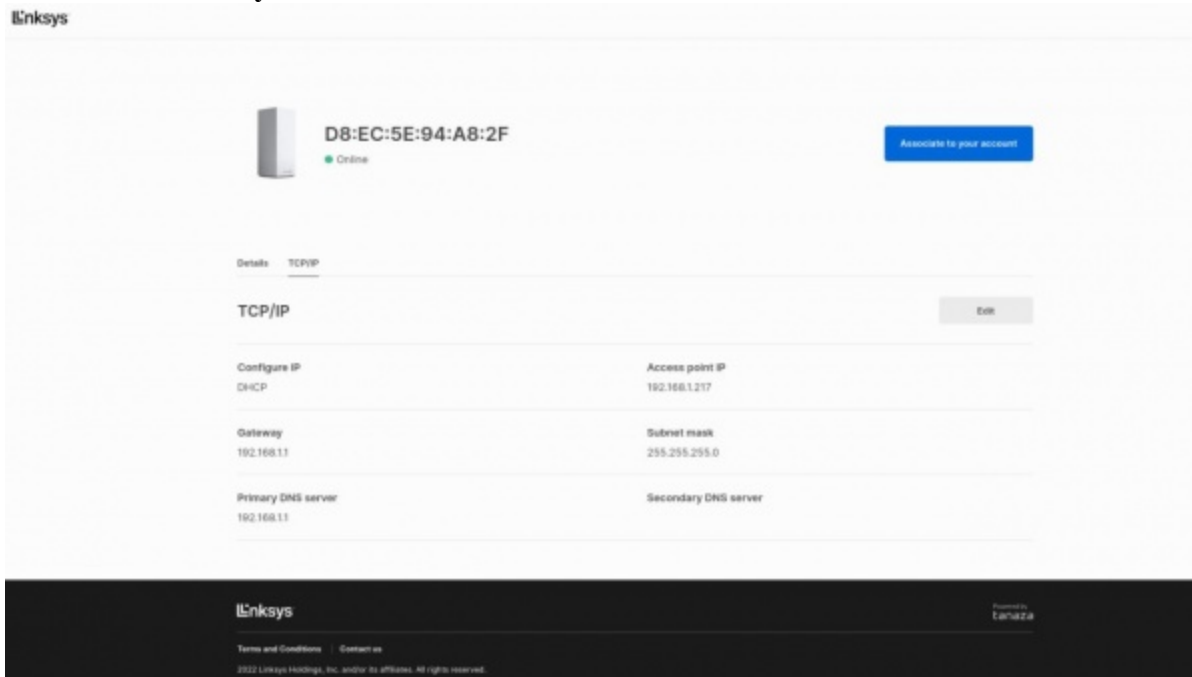 Linksys
D8:EC:5E:94:A8:2F
Online
Associate to your account
Details TCP/IP
TCP/IP
Edit
Configure IP Access point IP
DHCP 192.168.1.217
Gateway Subnet mask
192.168.1.1 255.255.255.0
Primary DNS server Secondary DNS server
192.168.1.1
Linksys
Powered by
tanaza
Terms and Conditions | Contact us
2022 Linksys Holdings, Inc. and/or its affiliates. All rights reserved.